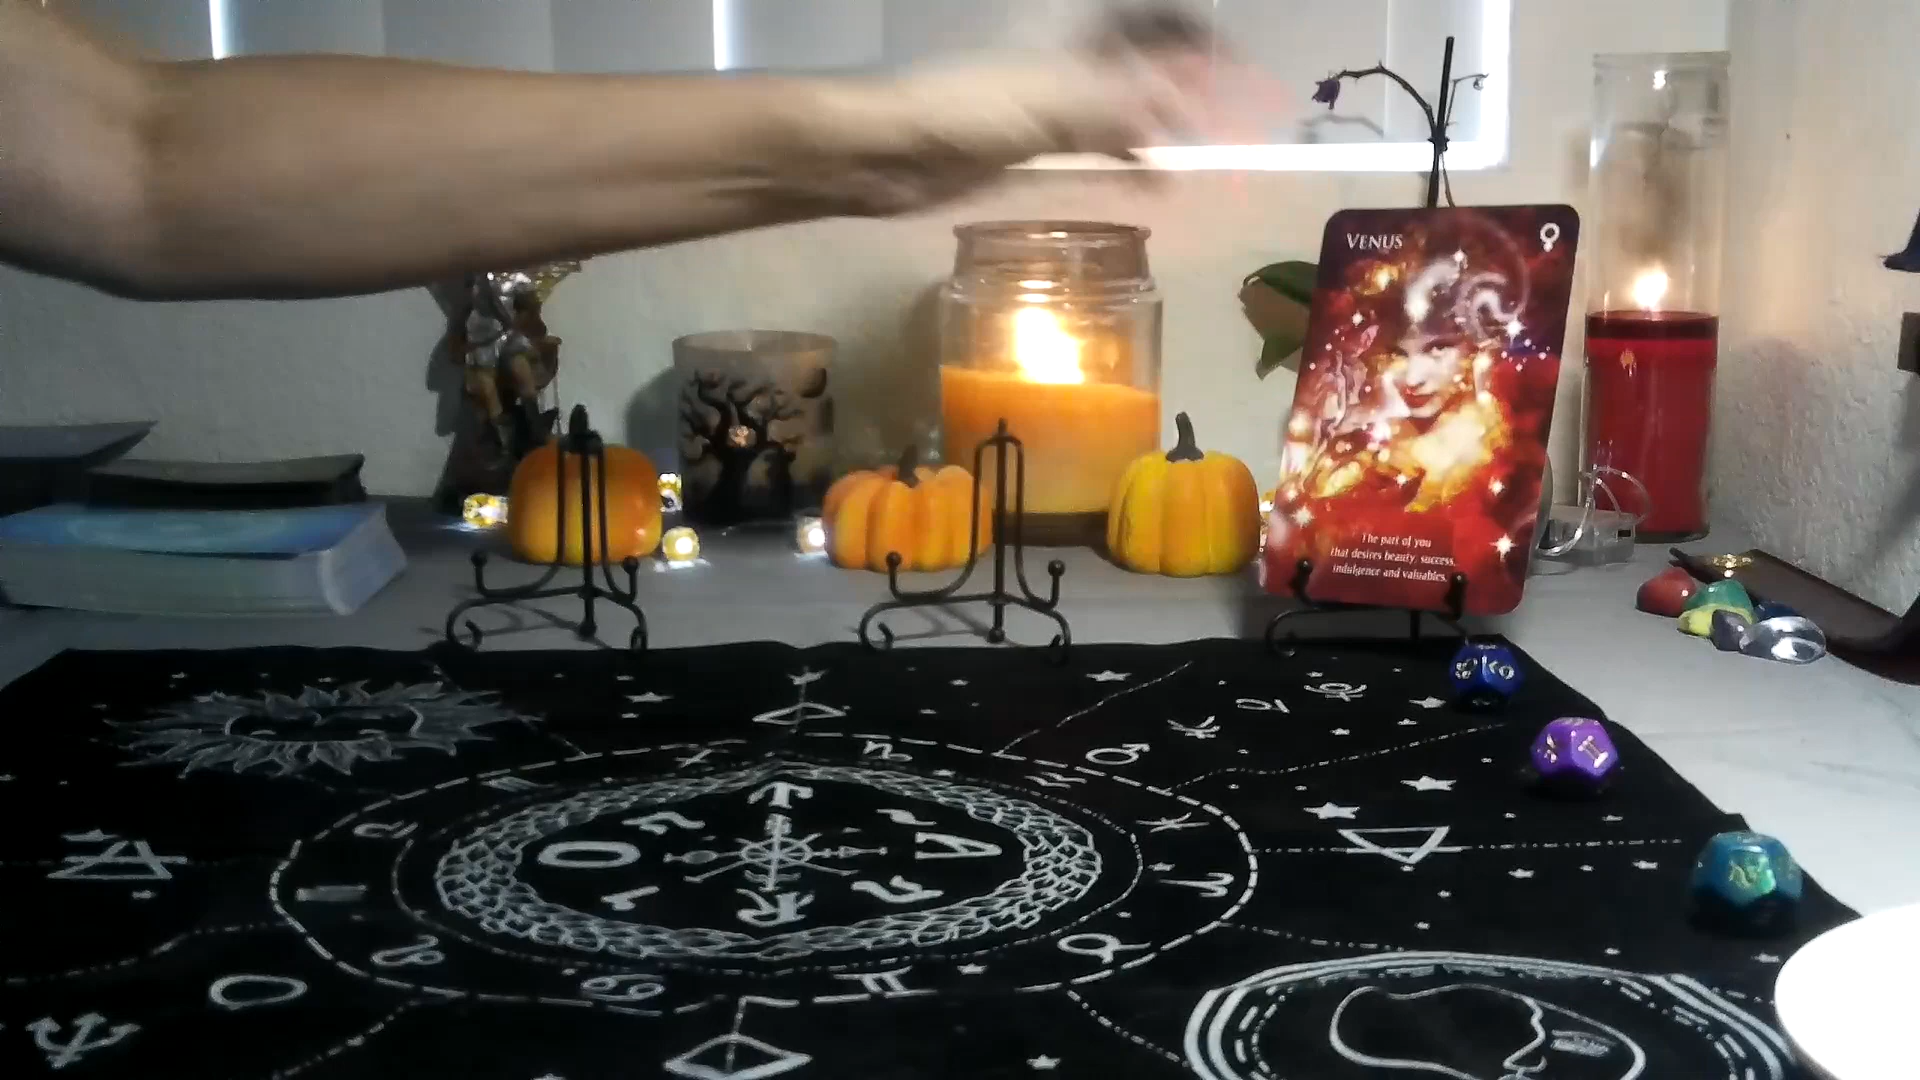 VENUS
The part of you
that desires beauty, success,
indulgence and valuables.